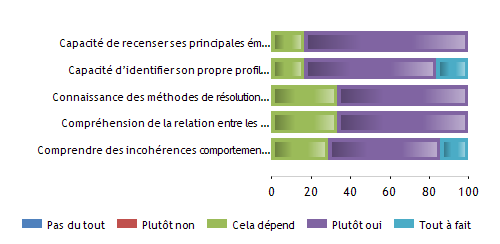 Capacité de recenser ses principales ém...
Capacité d'identifier son propre profil...
Connaissance des méthodes de résolution...
Compréhension de la relation entre les ...
Comprendre des incohérences comportemen...
0 20 40 60 80 100
Pas du tout Plutôt non Cela dépend Plutôt oui Tout à fait